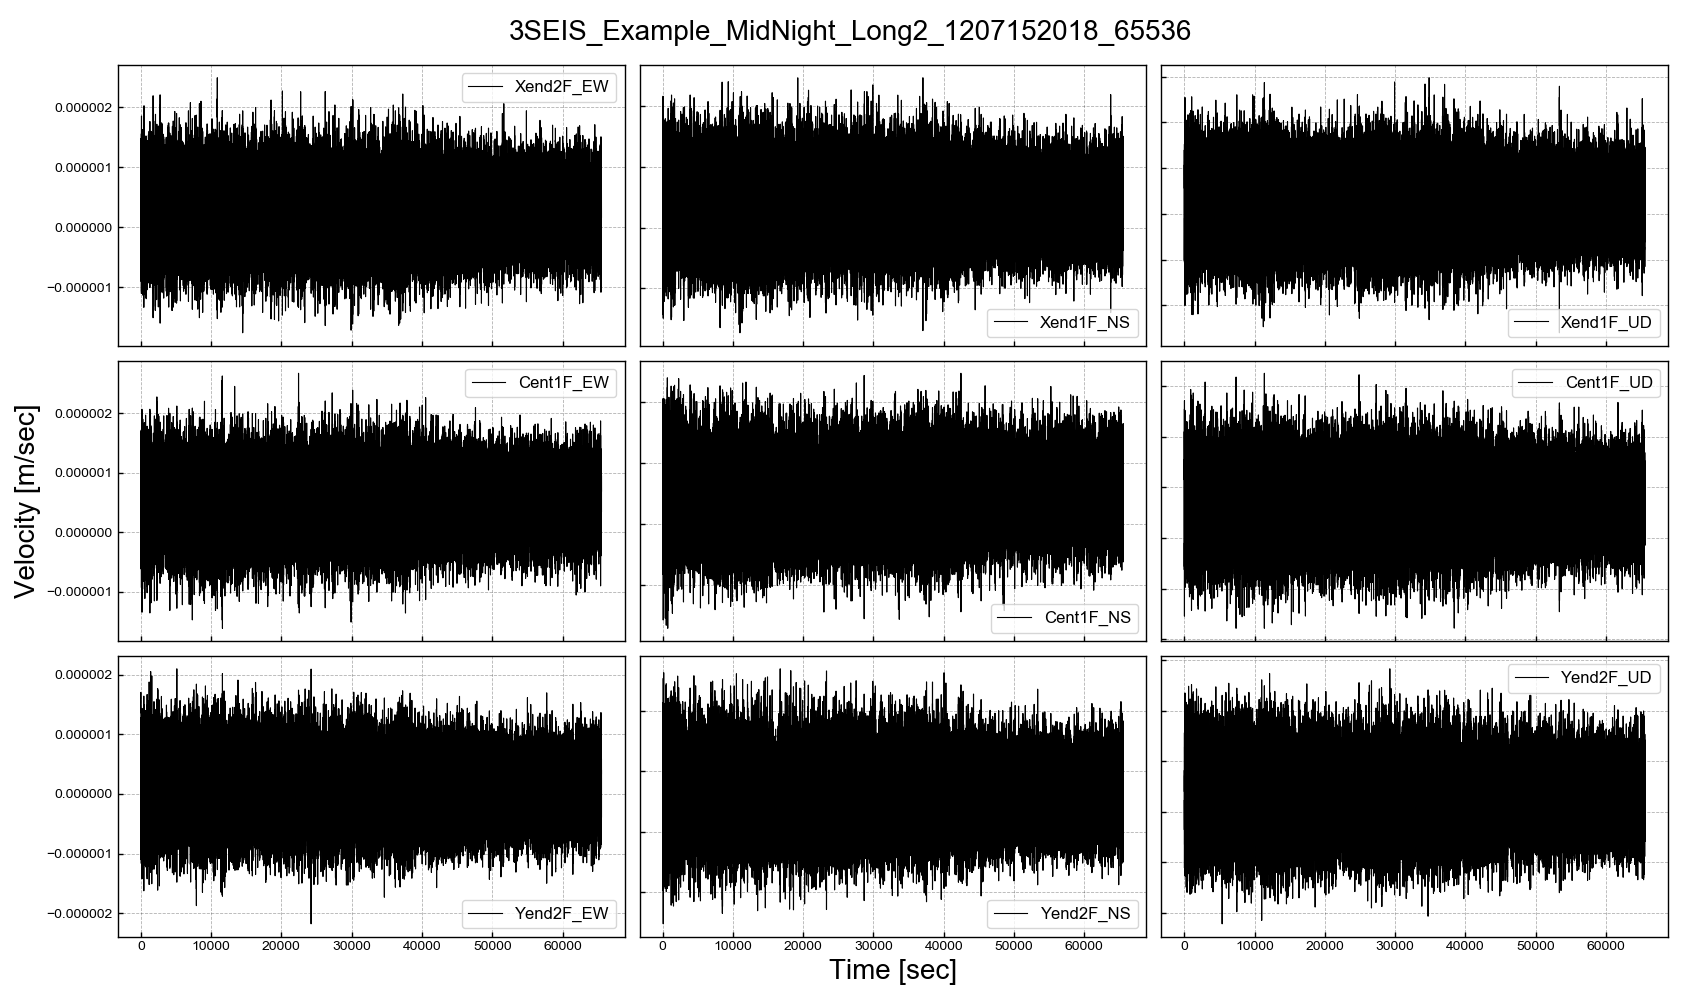 3SEIS_Example_MidNight_Long2_1207152018_65536
Velocity [m/sec]
0.000002
0.000001
0.000000
−0.000001
Xend2F_EW
Xend1F_NS
Xend1F_UD
0.000002
0.000001
0.000000
−0.000001
Cent1F_EW
Cent1F_NS
Cent1F_UD
0.000002
0.000001
0.000000
−0.000001
−0.000002
Yend2F_EW
Yend2F_NS
Yend2F_UD
0 10000 20000 30000 40000 50000 60000
0 10000 20000 30000 40000 50000 60000
0 10000 20000 30000 40000 50000 60000
Time [sec]